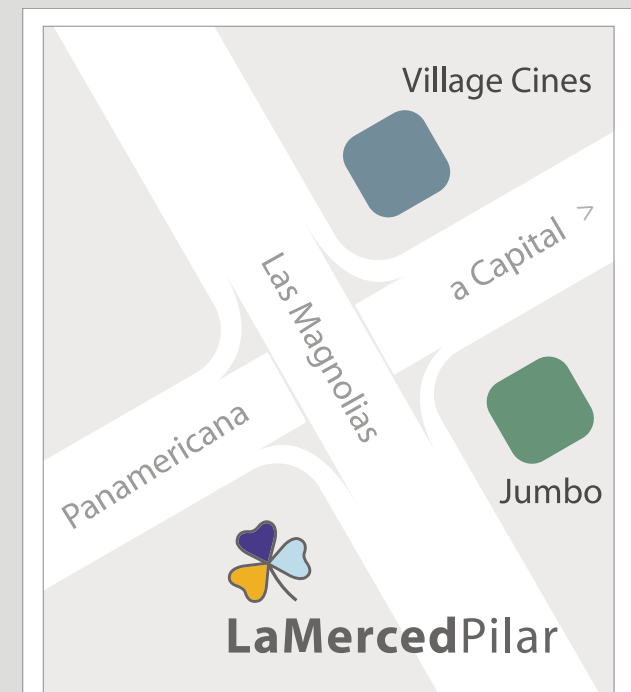 Village Cines
a Capital >
Las Magnolias
Panamericana
Jumbo
LaMercedPilar